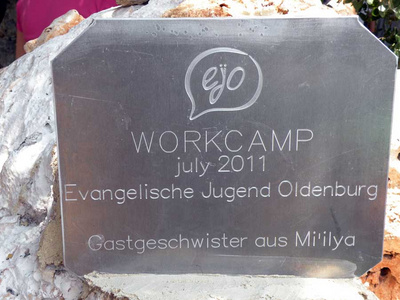 ejo
WORKCAMP
july 2011
Evangelische Jugend Oldenburg
Gastgeschwister aus Mi'ilya